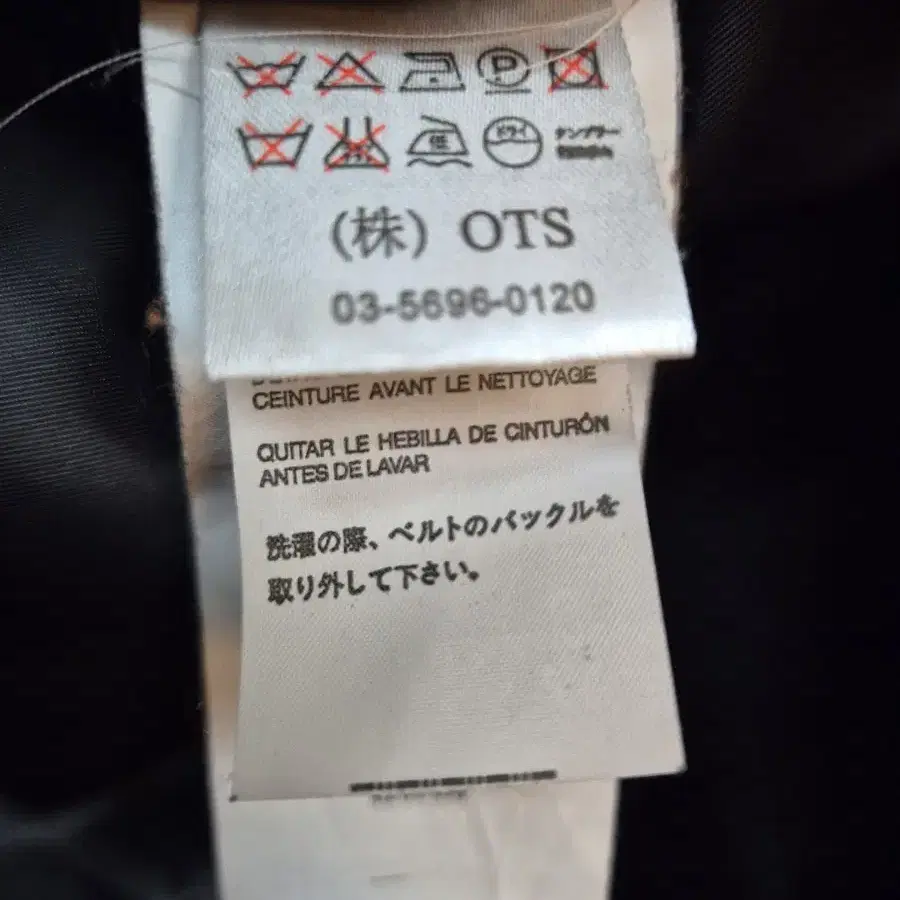 P
低
ドライ
タンブラー
(株) OTS
03-5696-0120
CEINTURE AVANT LE NETTOYAGE
QUITAR LE HEBILLA DE CINTURÓN
ANTES DE LAVAR
洗濯の際、ベルトのバックルを
取り外して下さい。